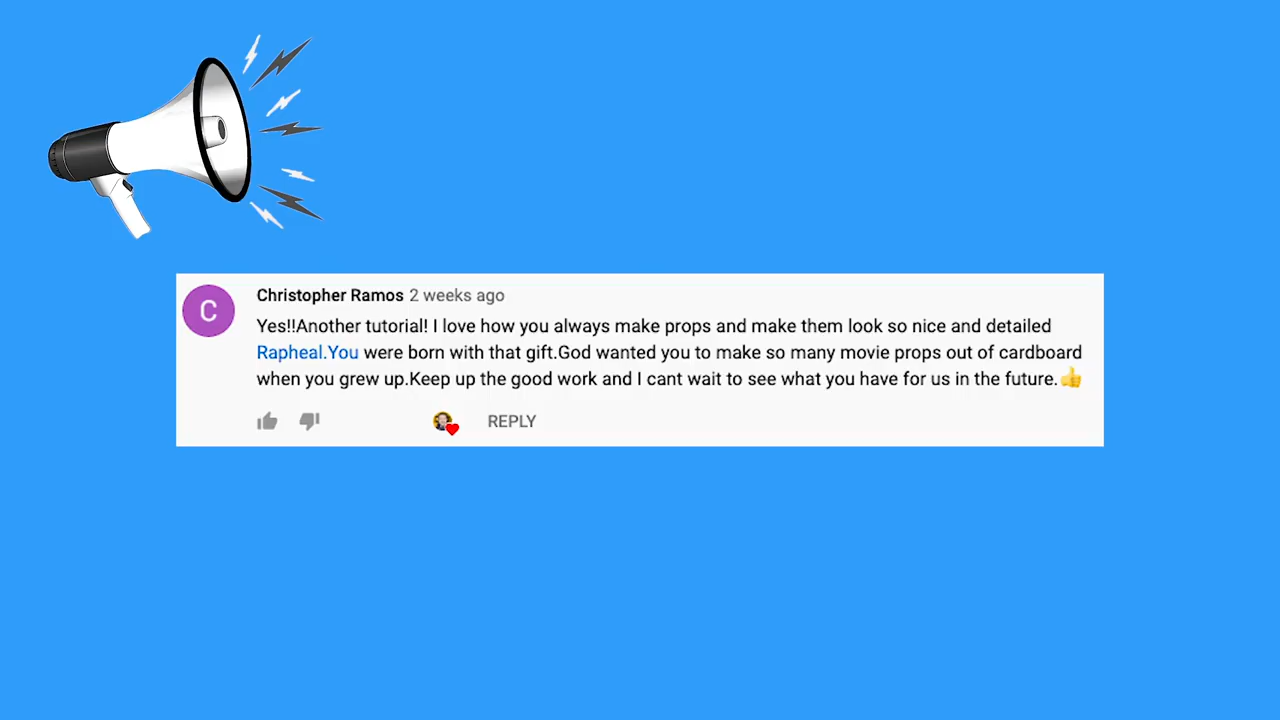 C
Christopher Ramos 2 weeks ago
Yes!!Another tutorial! I love how you always make props and make them look so nice and detailed
Rapheal.You were born with that gift.God wanted you to make so many movie props out of cardboard
when you grew up.Keep up the good work and I cant wait to see what you have for us in the future.👍
REPLY